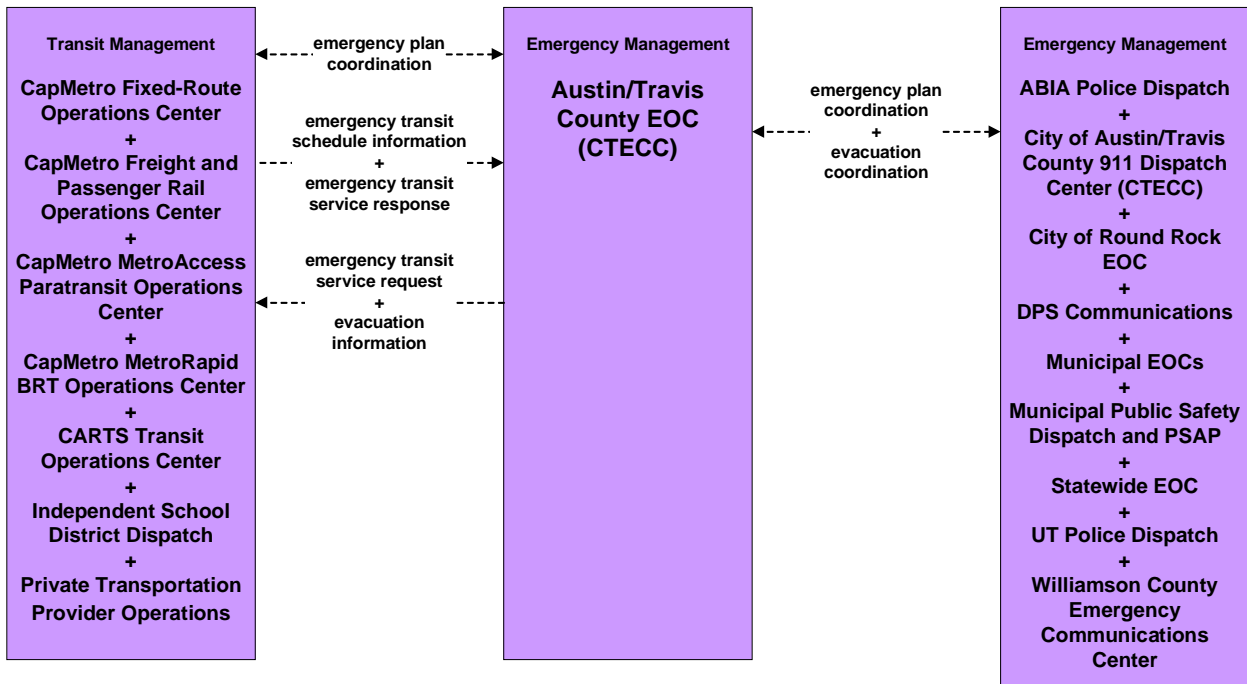 Transit Management
CapMetro Fixed-Route
Operations Center
+
CapMetro Freight and
Passenger Rail
Operations Center
+
CapMetro MetroAccess
Paratransit Operations
Center
+
CapMetro MetroRapid
BRT Operations Center
+
CARTS Transit
Operations Center
+
Independent School
District Dispatch
+
Private Transportation
Provider Operations
emergency plan
coordination
emergency transit
schedule information
+
emergency transit
service response
emergency transit
service request
+
evacuation
information
Emergency Management
Austin/Travis
County EOC
(CTECC)
emergency plan
coordination
+
evacuation
coordination
Emergency Management
ABIA Police Dispatch
+
City of Austin/Travis
County 911 Dispatch
Center (CTECC)
+
City of Round Rock
EOC
+
DPS Communications
+
Municipal EOCs
+
Municipal Public Safety
Dispatch and PSAP
+
Statewide EOC
+
UT Police Dispatch
+
Williamson County
Emergency
Communications
Center